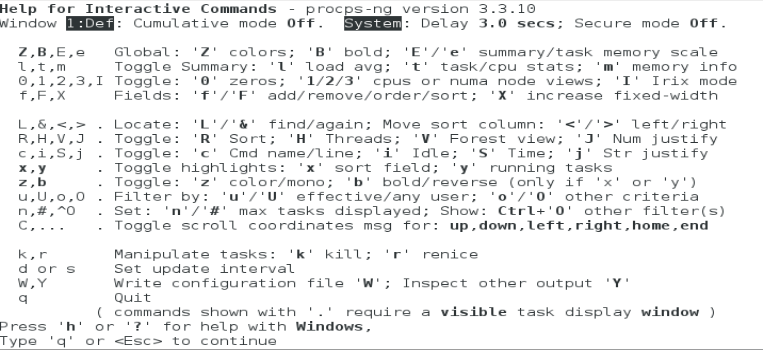 Help for Interactive Commands - procps-ng version 3.3.10
Window 1:Def: Cumulative mode Off.  System: Delay 3.0 secs; Secure mode Off.

  Z,B,E,e   Global: 'Z' colors; 'B' bold; 'E'/'e' summary/task memory scale
  l,t,m     Toggle Summary: 'l' load avg; 't' task/cpu stats; 'm' memory info
  0,1,2,3,I Toggle: '0' zeros; '1/2/3' cpus or numa node views; 'I' Irix mode
  f,F,X     Fields: 'f'/'F' add/remove/order/sort; 'X' increase fixed-width

  L,&,<,> . Locate: 'L'/'&' find/again; Move sort column: '<'/'>' left/right
  R,H,V,J . Toggle: 'R' Sort; 'H' Threads; 'V' Forest view; 'J' Num justify
  c,i,S,j . Toggle: 'c' Cmd name/line; 'i' Idle; 'S' Time; 'j' Str justify
  x,y     . Toggle highlights: 'x' sort field; 'y' running tasks
  z,b     . Toggle: 'z' color/mono; 'b' bold/reverse (only if 'x' or 'y')
  u,U,o,O . Filter by: 'u'/'U' effective/any user; 'o'/'O' other criteria
  n,#,^O  . Set: 'n'/'#' max tasks displayed; Show: Ctrl+'O' other filter(s)
  C,...   . Toggle scroll coordinates msg for: up,down,left,right,home,end

  k,r       Manipulate tasks: 'k' kill; 'r' renice
  d or s    Set update interval
  W,Y       Write configuration file 'W'; Inspect other output 'Y'
  q         Quit
          ( commands shown with '.' require a visible task display window )
Press 'h' or '?' for help with Windows,
Type 'q' or <Esc> to continue